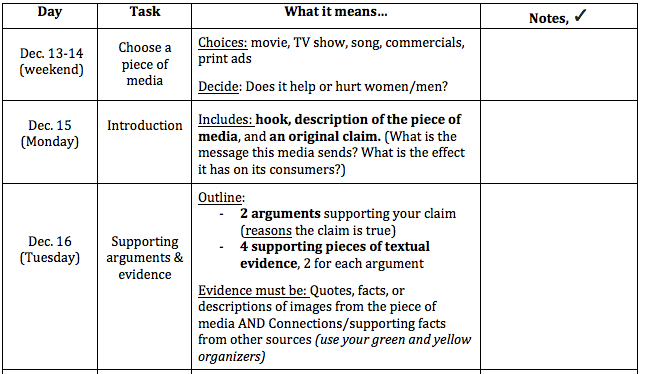 Day Task What it means... Notes, ✓
Dec. 13-14
(weekend)
Choose a
piece of
media
Choices: movie, TV show, song, commercials,
print ads
Decide: Does it help or hurt women/men?
Dec. 15
(Monday)
Introduction
Includes: hook, description of the piece of
media, and an original claim. (What is the
message this media sends? What is the effect
it has on its consumers?)
Dec. 16
(Tuesday)
Supporting
arguments &
evidence
Outline:
- 2 arguments supporting your claim
(reasons the claim is true)
- 4 supporting pieces of textual
evidence, 2 for each argument
Evidence must be: Quotes, facts, or
descriptions of images from the piece of
media AND Connections/supporting facts
from other sources (use your green and yellow
organizers)